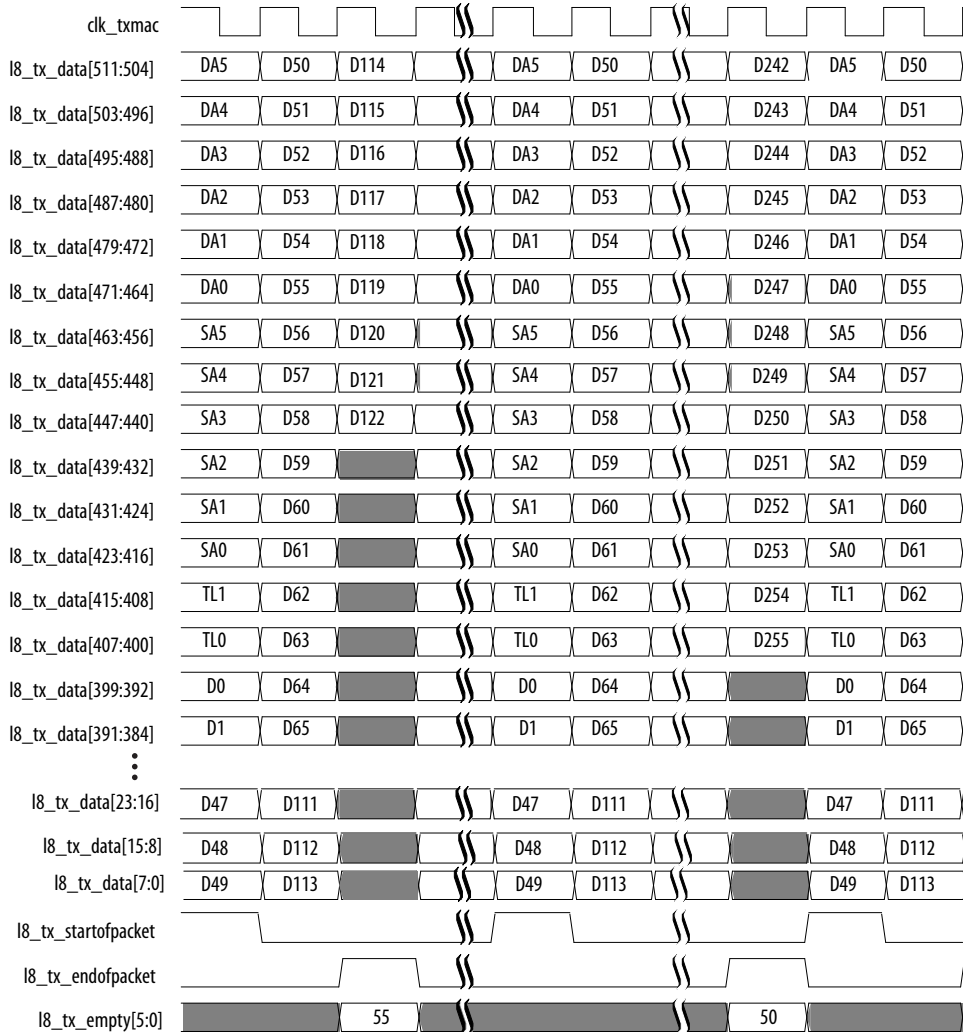 clk_txmac
l8_tx_data[511:504] DA5 D50 D114 DA5 D50 D242 DA5 D50
l8_tx_data[503:496] DA4 D51 D115 DA4 D51 D243 DA4 D51
l8_tx_data[495:488] DA3 D52 D116 DA3 D52 D244 DA3 D52
l8_tx_data[487:480] DA2 D53 D117 DA2 D53 D245 DA2 D53
l8_tx_data[479:472] DA1 D54 D118 DA1 D54 D246 DA1 D54
l8_tx_data[471:464] DA0 D55 D119 DA0 D55 D247 DA0 D55
l8_tx_data[463:456] SA5 D56 D120 SA5 D56 D248 SA5 D56
l8_tx_data[455:448] SA4 D57 D121 SA4 D57 D249 SA4 D57
l8_tx_data[447:440] SA3 D58 D122 SA3 D58 D250 SA3 D58
l8_tx_data[439:432] SA2 D59 SA2 D59 D251 SA2 D59
l8_tx_data[431:424] SA1 D60 SA1 D60 D252 SA1 D60
l8_tx_data[423:416] SA0 D61 SA0 D61 D253 SA0 D61
l8_tx_data[415:408] TL1 D62 TL1 D62 D254 TL1 D62
l8_tx_data[407:400] TL0 D63 TL0 D63 D255 TL0 D63
l8_tx_data[399:392] D0 D64 D0 D64 D0 D64
l8_tx_data[391:384] D1 D65 D1 D65 D1 D65
l8_tx_data[23:16] D47 D111 D47 D111 D47 D111
l8_tx_data[15:8] D48 D112 D48 D112 D48 D112
l8_tx_data[7:0] D49 D113 D49 D113 D49 D113
l8_tx_startofpacket
l8_tx_endofpacket
l8_tx_empty[5:0] 55 50